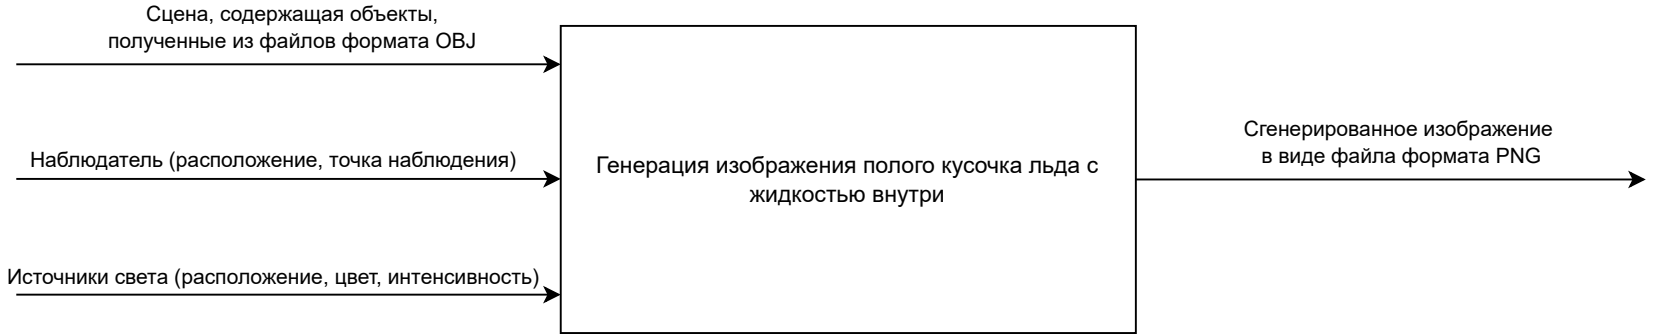 Сцена, содержащая объекты,
полученные из файлов формата OBJ
Наблюдатель (расположение, точка наблюдения)
Источники света (расположение, цвет, интенсивность)
Генерация изображения полого кусочка льда с
жидкостью внутри
Сгенерированное изображение
в виде файла формата PNG